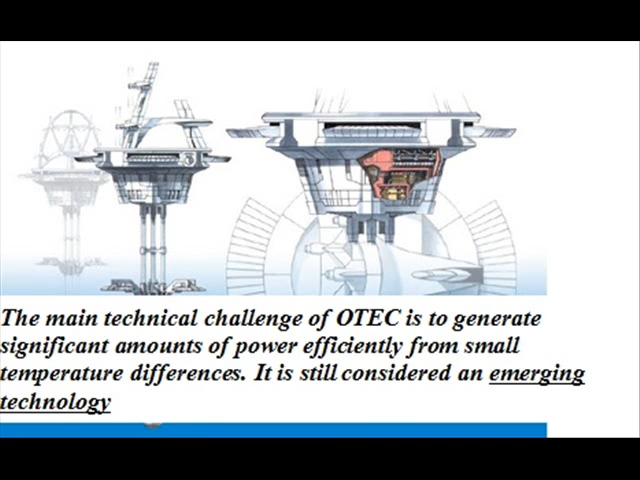 The main technical challenge of OTEC is to generate
significant amounts of power efficiently from small
temperature differences. It is still considered an emerging
technology